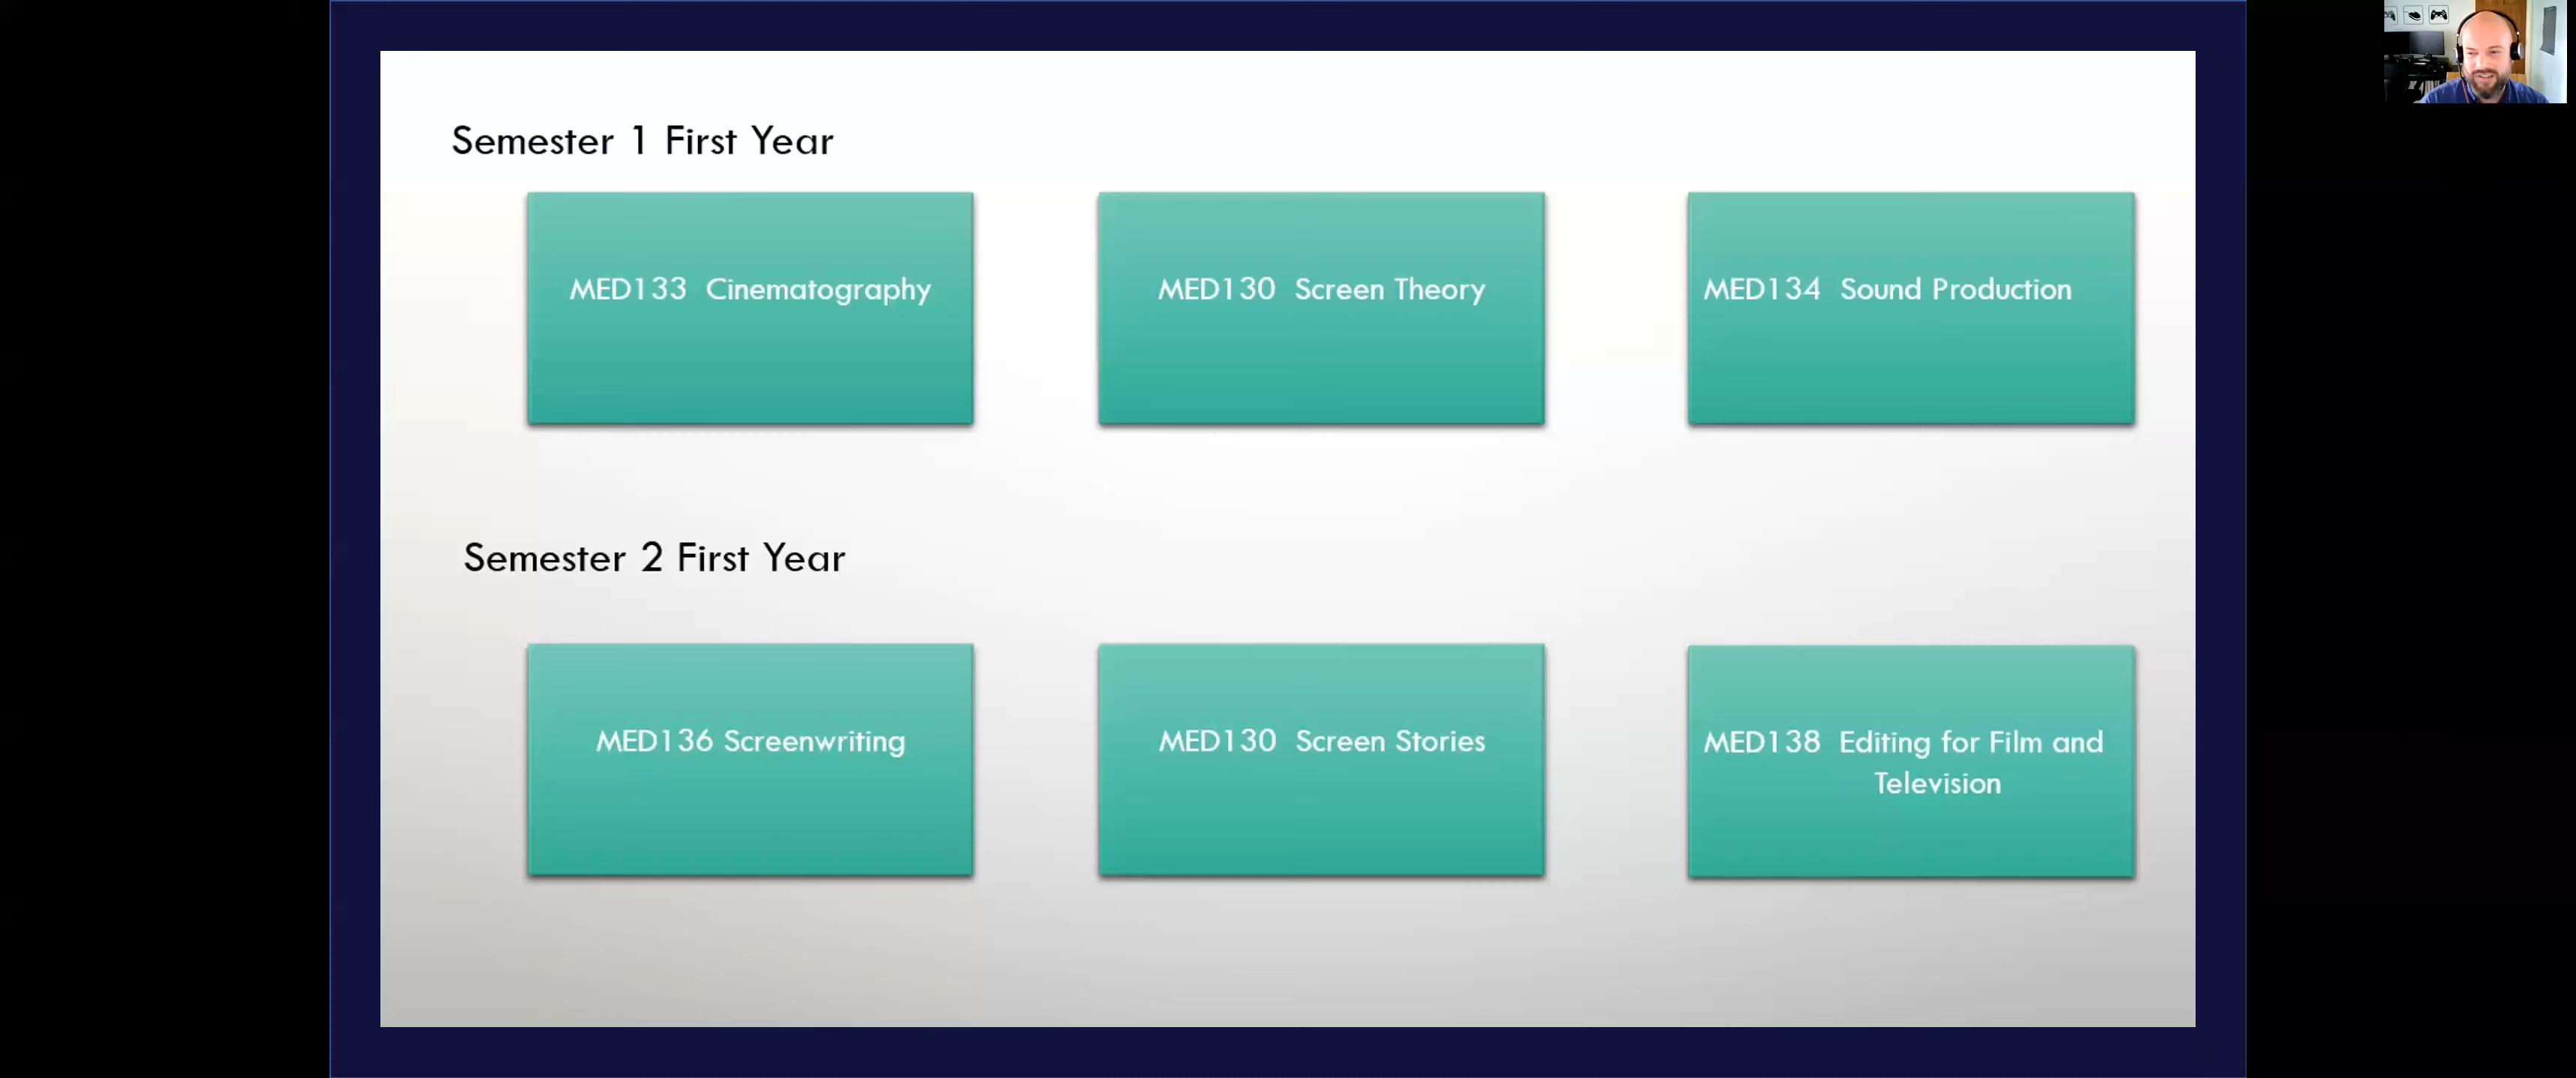 Semester 1 First Year
MED133  Cinematography
MED130  Screen Theory
MED134  Sound Production
Semester 2 First Year
MED136 Screenwriting
MED130  Screen Stories
MED138  Editing for Film and
Television